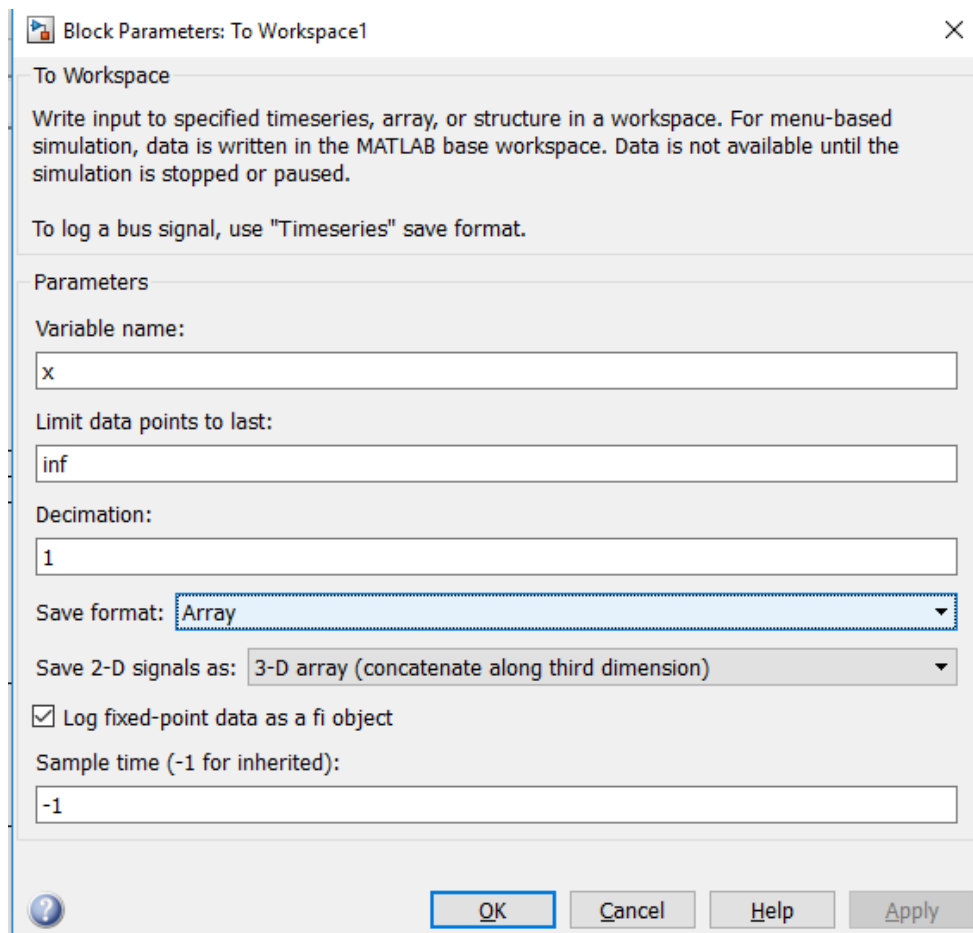 Block Parameters: To Workspace1
To Workspace
Write input to specified timeseries, array, or structure in a workspace. For menu-based
simulation, data is written in the MATLAB base workspace. Data is not available until the
simulation is stopped or paused.
To log a bus signal, use "Timeseries" save format.
Parameters
Variable name:
x
Limit data points to last:
inf
Decimation:
1
Save format: Array
Save 2-D signals as: 3-D array (concatenate along third dimension)
Log fixed-point data as a fi object
Sample time (-1 for inherited):
-1
? OK Cancel Help Apply